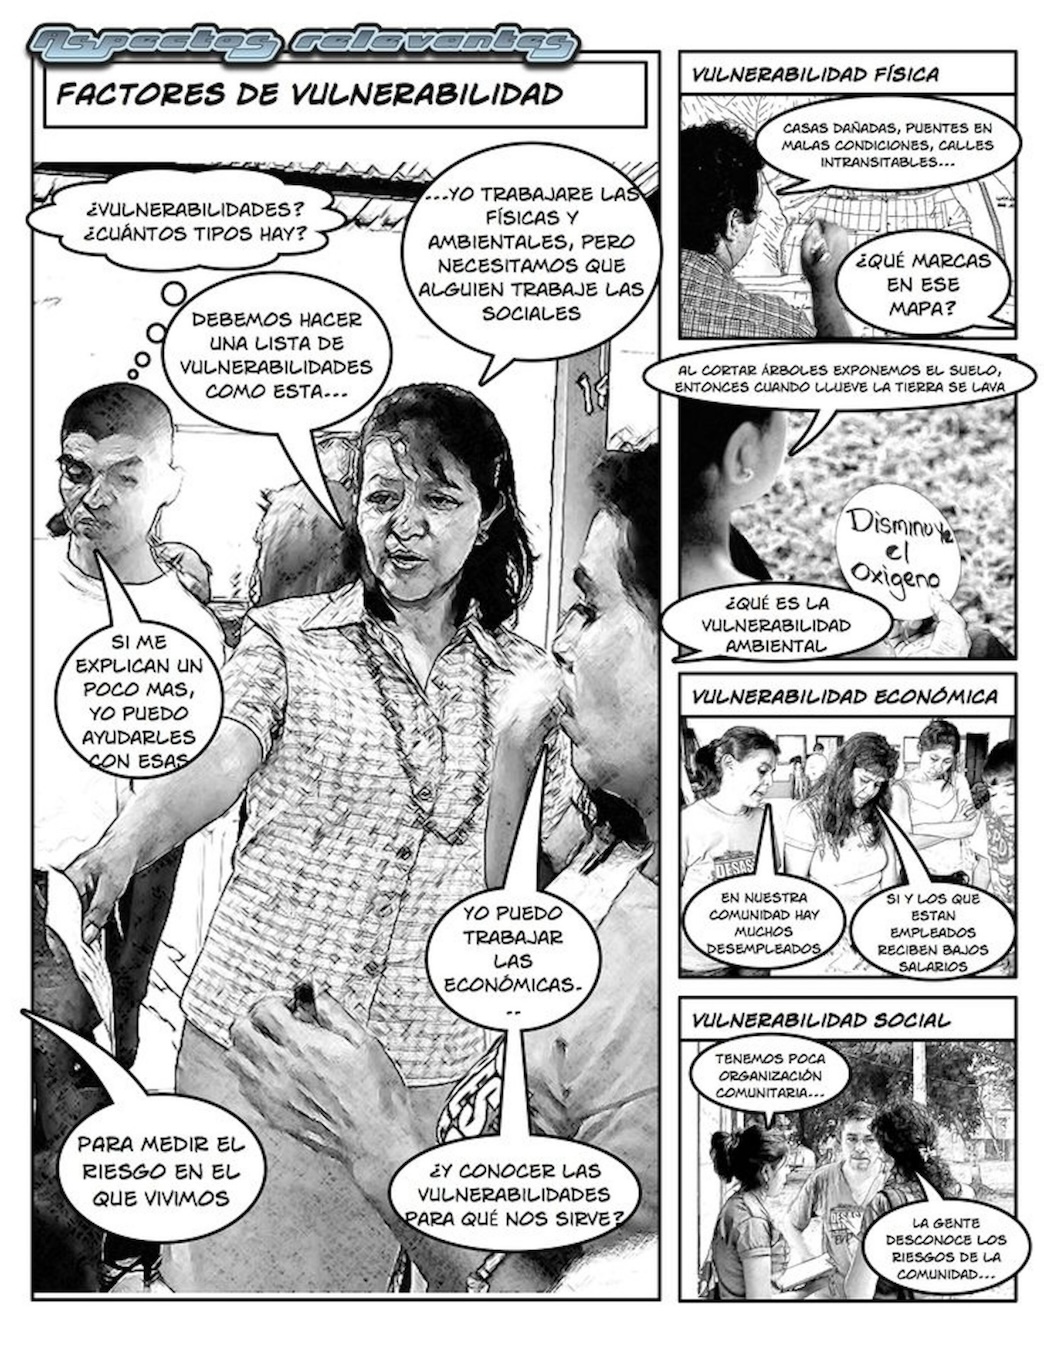 Aspectos relevantes
FACTORES DE VULNERABILIDAD
¿VULNERABILIDADES?
¿CUÁNTOS TIPOS HAY?
...YO TRABAJARE LAS
FÍSICAS Y
AMBIENTALES, PERO
NECESITAMOS QUE
ALGUIEN TRABAJE LAS
SOCIALES
DEBEMOS HACER
UNA LISTA DE
VULNERABILIDADES
COMO ESTA...
SI ME
EXPLICAN UN
POCO MAS,
YO PUEDO
AYUDARLES
CON ESAS
YO PUEDO
TRABAJAR
LAS
ECONÓMICAS-
--
¿Y CONOCER LAS
VULNERABILIDADES
PARA QUÉ NOS SIRVE?
PARA MEDIR EL
RIESGO EN EL
QUE VIVIMOS
VULNERABILIDAD FÍSICA
CASAS DAÑADAS, PUENTES EN
MALAS CONDICIONES, CALLES
INTRANSITABLES...
¿QUÉ MARCAS
EN ESE
MAPA?
AL CORTAR ÁRBOLES EXPONEMOS EL SUELO,
ENTONCES CUANDO LLUEVE LA TIERRA SE LAVA
Disminuye
el
Oxigeno
¿QUÉ ES LA
VULNERABILIDAD
AMBIENTAL
VULNERABILIDAD ECONÓMICA
DESAS
EN NUESTRA
COMUNIDAD HAY
MUCHOS
DESEMPLEADOS
SI Y LOS QUE
ESTAN
EMPLEADOS
RECIBEN BAJOS
SALARIOS
VULNERABILIDAD SOCIAL
TENEMOS POCA
ORGANIZACIÓN
COMUNITARIA...
DESAS
LA GENTE
DESCONOCE LOS
RIESGOS DE LA
COMUNIDAD...